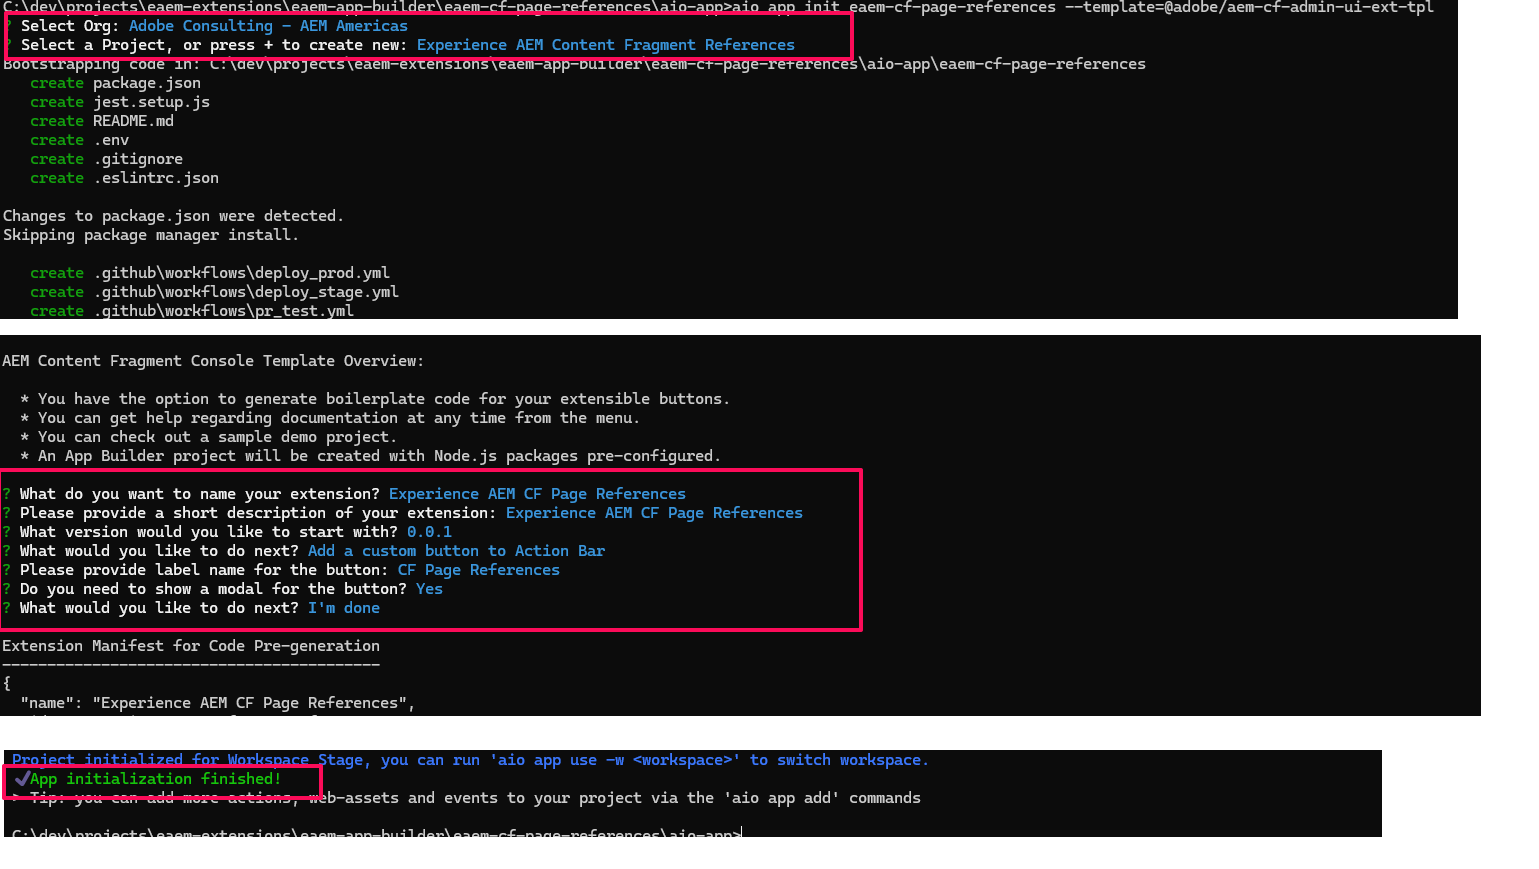 C:\dev\projects\eaem-extensions\eaem-app-builder\eaem-cf-page-references\aio-app>aio app init eaem-cf-page-references --template=@adobe/aem-cf-admin-ui-ext-tpl
? Select Org: Adobe Consulting - AEM Americas
? Select a Project, or press + to create new: Experience AEM Content Fragment References
Bootstrapping code in: C:\dev\projects\eaem-extensions\eaem-app-builder\eaem-cf-page-references\aio-app\eaem-cf-page-references
create package.json
create jest.setup.js
create README.md
create .env
create .gitignore
create .eslintrc.json
Changes to package.json were detected.
Skipping package manager install.
create .github\workflows\deploy_prod.yml
create .github\workflows\deploy_stage.yml
create .github\workflows\pr_test.yml
AEM Content Fragment Console Template Overview:
* You have the option to generate boilerplate code for your extensible buttons.
* You can get help regarding documentation at any time from the menu.
* You can check out a sample demo project.
* An App Builder project will be created with Node.js packages pre-configured.
? What do you want to name your extension? Experience AEM CF Page References
? Please provide a short description of your extension: Experience AEM CF Page References
? What version would you like to start with? 0.0.1
? What would you like to do next? Add a custom button to Action Bar
? Please provide label name for the button: CF Page References
? Do you need to show a modal for the button? Yes
? What would you like to do next? I'm done
Extension Manifest for Code Pre-generation
------------------------------------------
{
"name": "Experience AEM CF Page References",
Project initialized for Workspace Stage, you can run 'aio app use -w <workspace>' to switch workspace.
✔App initialization finished!
> Tip: you can add more actions, web-assets and events to your project via the 'aio app add' commands
C:\dev\projects\eaem-extensions\eaem-app-builder\eaem-cf-page-references\aio-app>